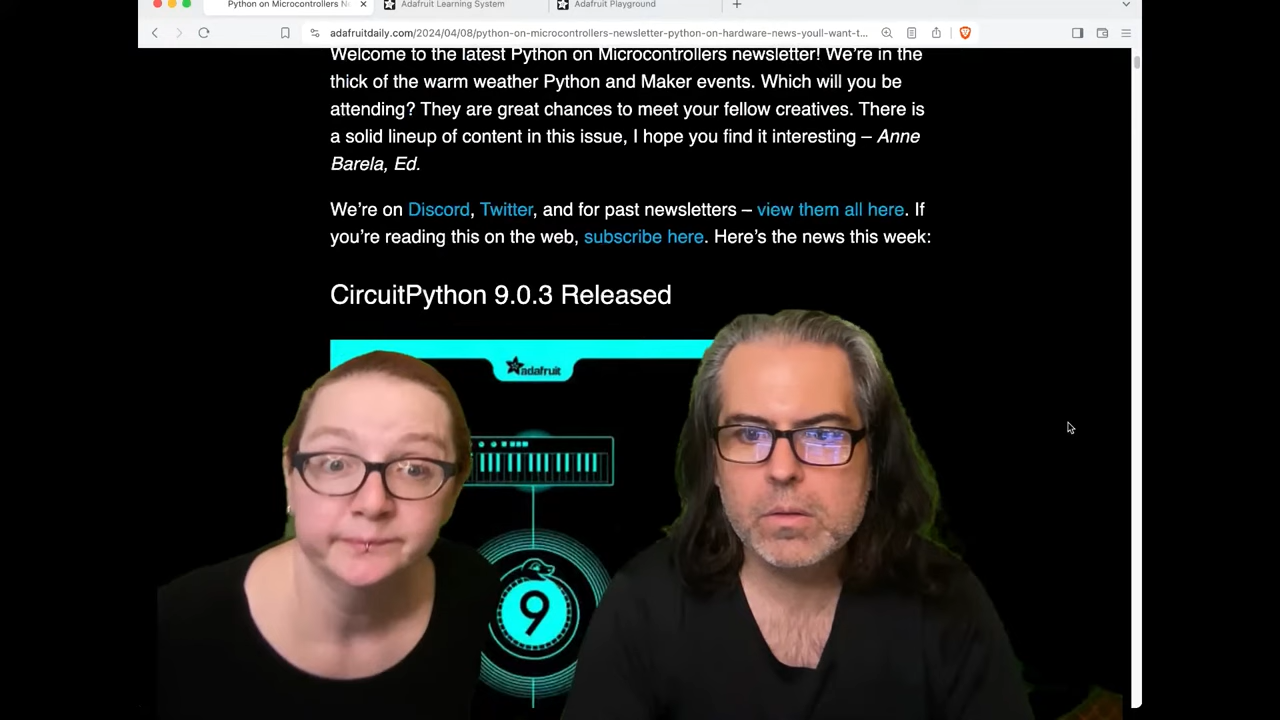 Python on Microcontrollers N
Adafruit Learning System
Adafruit Playground
adafruitdaily.com/2024/04/08/python-on-microcontrollers-newsletter-python-on-hardware-news-youll-want-t...
Welcome to the latest Python on Microcontrollers newsletter! We're in the
thick of the warm weather Python and Maker events. Which will you be
attending? They are great chances to meet your fellow creatives. There is
a solid lineup of content in this issue, I hope you find it interesting – Anne
Barela, Ed.
We're on Discord, Twitter, and for past newsletters – view them all here. If
you're reading this on the web, subscribe here. Here's the news this week:
CircuitPython 9.0.3 Released
adafruit
9